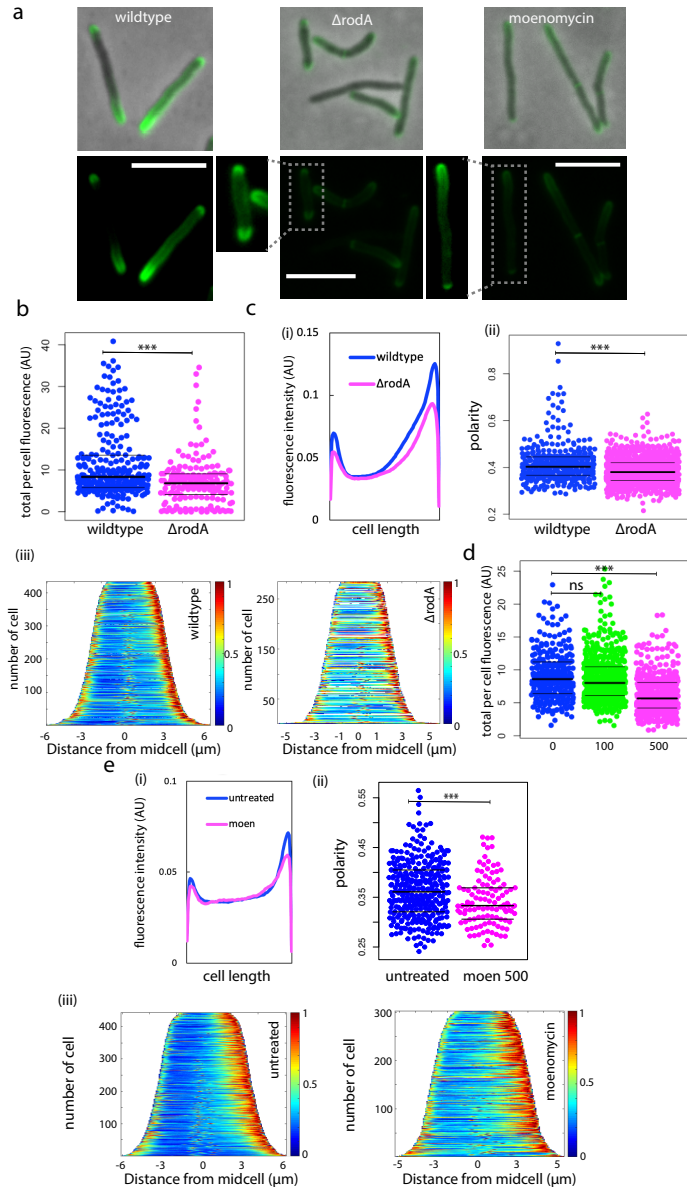 a
wildtype
ΔrodA
moenomycin
b
total per cell fluorescence (AU)
40
30
20
10
0
***
wildtype
ΔrodA
c
(i)
fluorescence intensity (AU)
0.15
0.1
0.05
0
wildtype
ΔrodA
cell length
(ii)
polarity
0.8
0.6
0.4
0.2
***
wildtype
ΔrodA
(iii)
number of cell
400
300
200
100
-6
-3
0
3
6
Distance from midcell (μm)
wildtype
1
0.5
0
number of cell
250
200
150
100
50
-5
-3
-1
0
1
3
5
Distance from midcell (μm)
ΔrodA
1
0.5
0
d
total per cell fluorescence (AU)
25
20
15
10
5
0
***
ns
0
100
500
e
(i)
fluorescence intensity (AU)
0.1
0.05
0
untreated
moen
cell length
(ii)
polarity
0.55
0.45
0.35
0.25
***
untreated
moen 500
(iii)
number of cell
400
300
200
100
-6
-3
0
3
6
Distance from midcell (μm)
untreated
1
0.5
0
number of cell
300
200
100
-5
-3
0
3
5
Distance from midcell (μm)
moenomycin
1
0.5
0